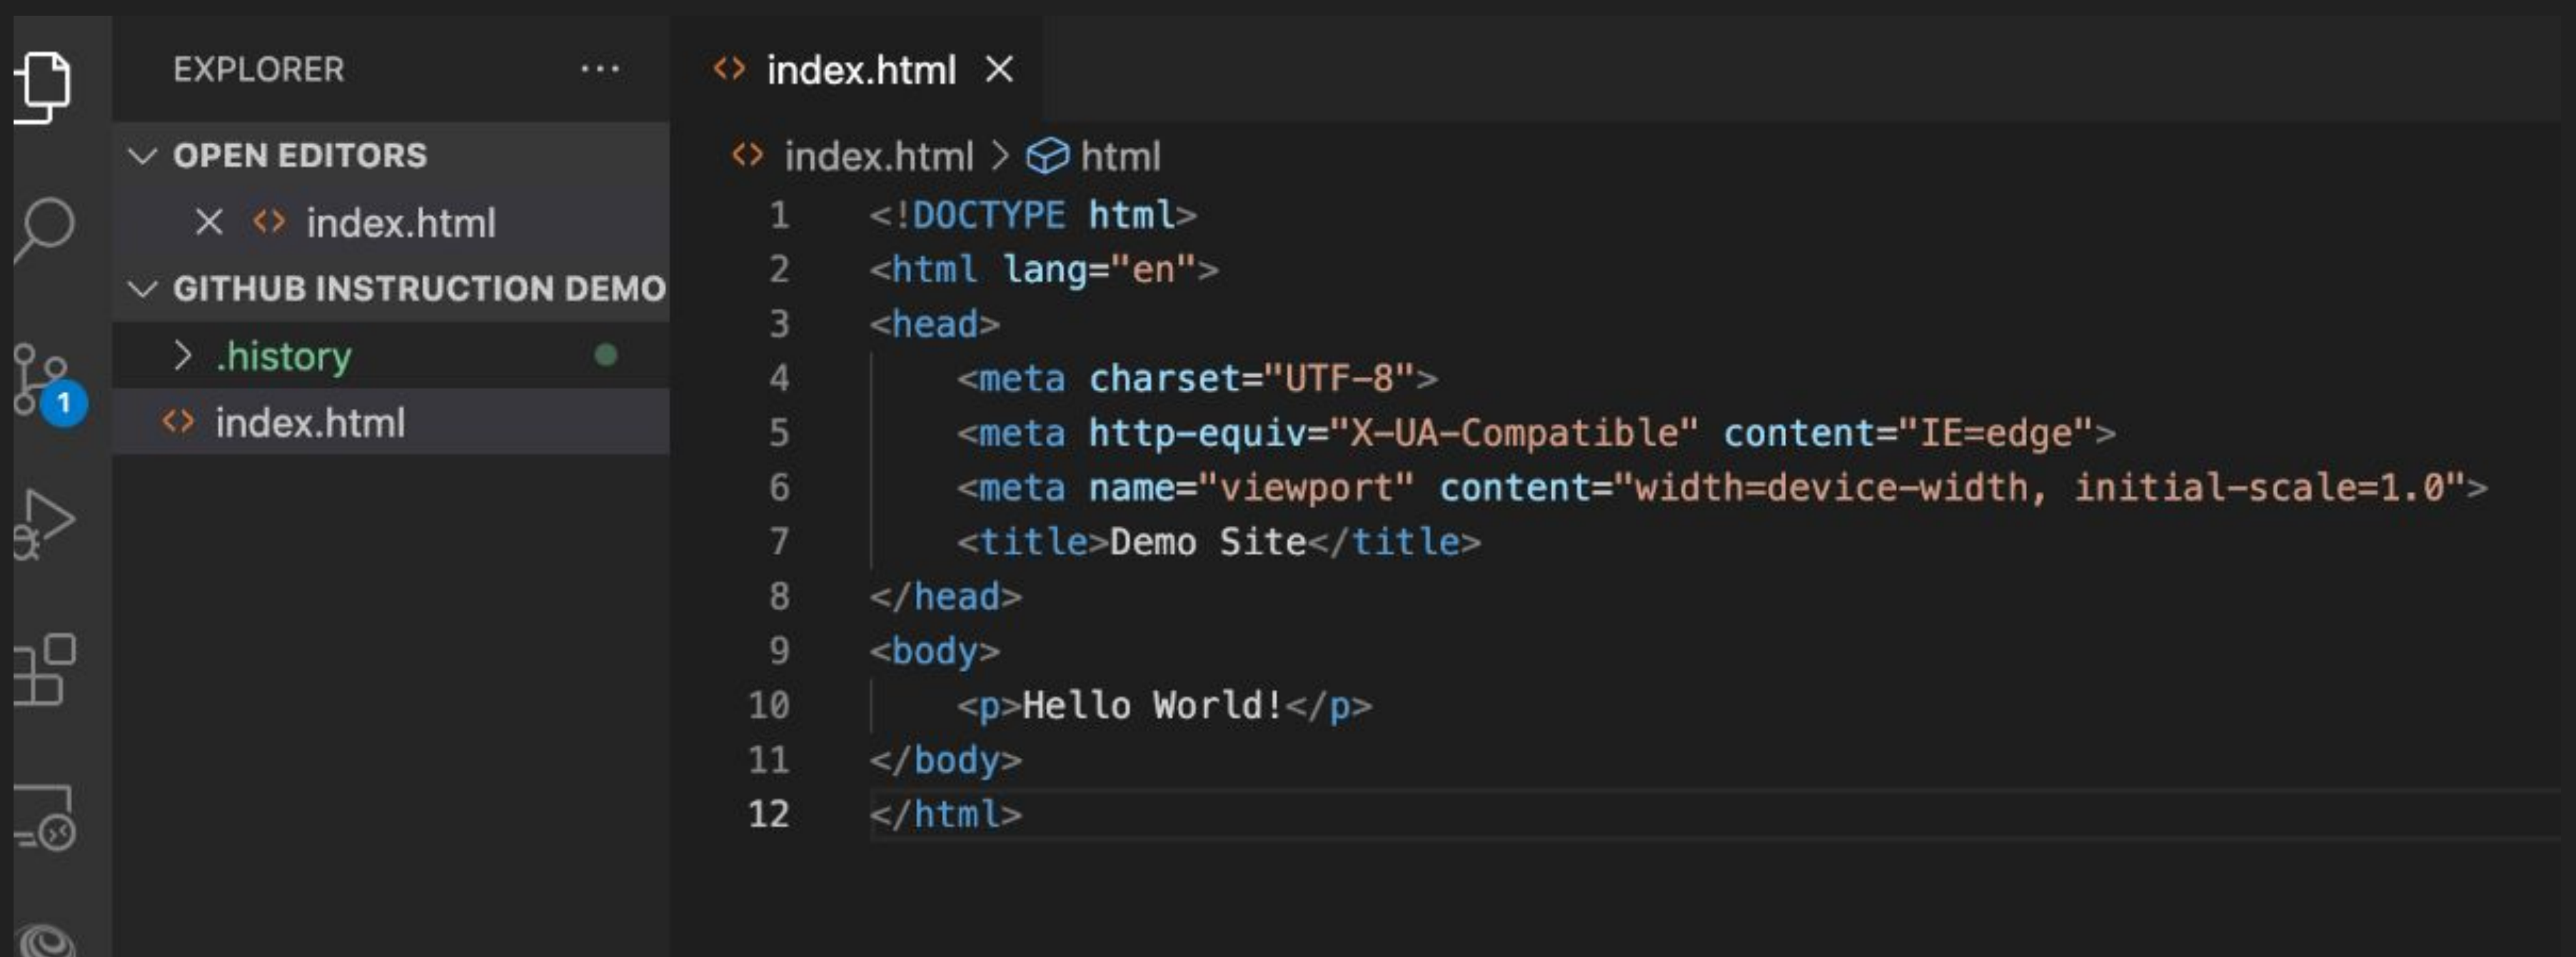 EXPLORER ...
OPEN EDITORS
index.html
GITHUB INSTRUCTION DEMO
.history
index.html
1
index.html
index.html > html
1 <!DOCTYPE html>
2 <html lang="en">
3 <head>
4     <meta charset="UTF-8">
5     <meta http-equiv="X-UA-Compatible" content="IE=edge">
6     <meta name="viewport" content="width=device-width, initial-scale=1.0">
7     <title>Demo Site</title>
8 </head>
9 <body>
10     <p>Hello World!</p>
11 </body>
12 </html>